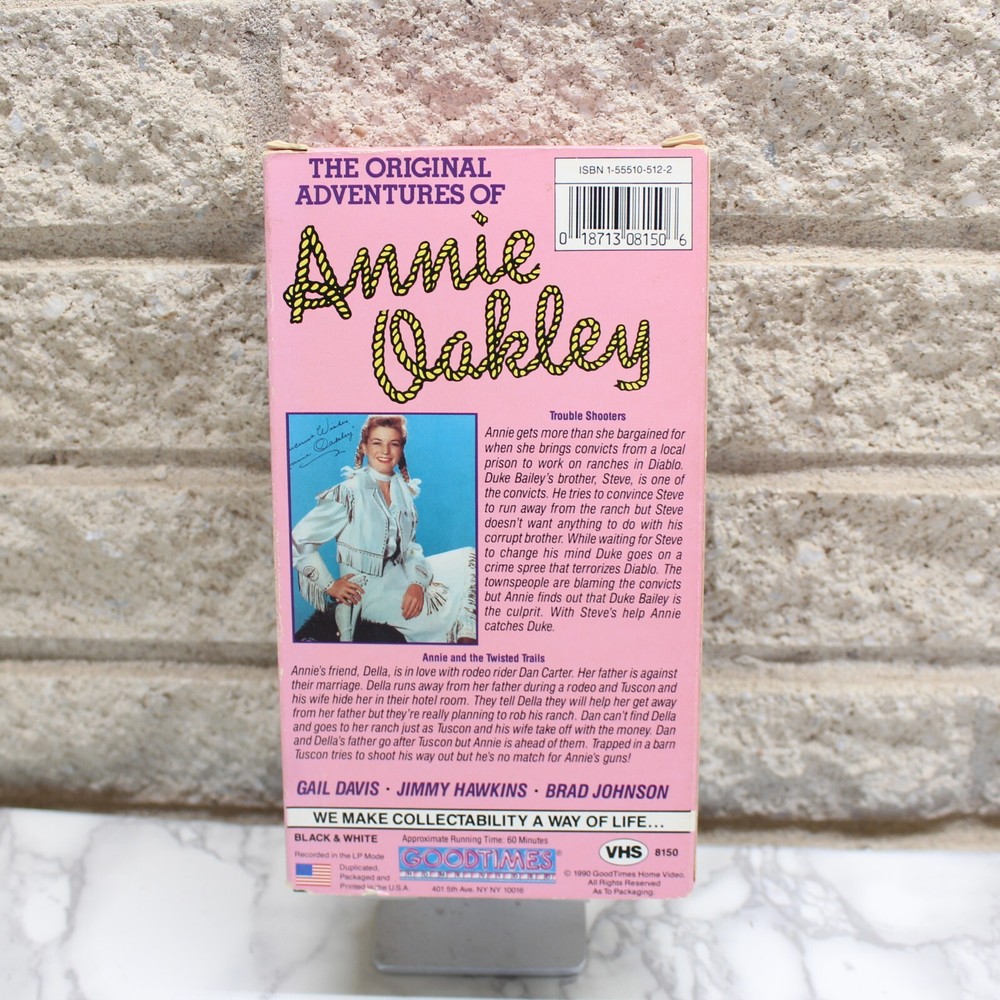 THE ORIGINAL
ADVENTURES OF
Annie
Oakley
ISBN 1-55510-512-2
0 18713 08150 6
Oakley
Trouble Shooters
Annie gets more than she bargained for
when she brings convicts from a local
prison to work on ranches in Diablo.
Duke Bailey's brother, Steve, is one of
the convicts. He tries to convince Steve
to run away from the ranch but Steve
doesn't want anything to do with his
corrupt brother. While waiting for Steve
to change his mind Duke goes on a
crime spree that terrorizes Diablo. The
townspeople are blaming the convicts
but Annie finds out that Duke Bailey is
the culprit. With Steve's help Annie
catches Duke.
Annie and the Twisted Trails
Annie's friend, Della, is in love with rodeo rider Dan Carter. Her father is against
their marriage. Della runs away from her father during a rodeo and Tuscon and
his wife hide her in their hotel room. They tell Della they will help her get away
from her father but they're really planning to rob his ranch. Dan can't find Della
and goes to her ranch just as Tuscon and his wife take off with the money. Dan
and Della's father go after Tuscon but Annie is ahead of them. Trapped in a barn
Tuscon tries to shoot his way out but he's no match for Annie's guns!
GAIL DAVIS · JIMMY HAWKINS · BRAD JOHNSON
WE MAKE COLLECTABILITY A WAY OF LIFE...
BLACK & WHITE
Approximate Running Time: 60 Minutes
Recorded in the LP Mode
Duplicated,
Packaged and
Printed in the U.S.A.
GOODTIMES®
HOME VIDEO
401 5th Ave. NY NY 10016
VHS 8150
© 1990 GoodTimes Home Video.
All Rights Reserved
As To Packaging.